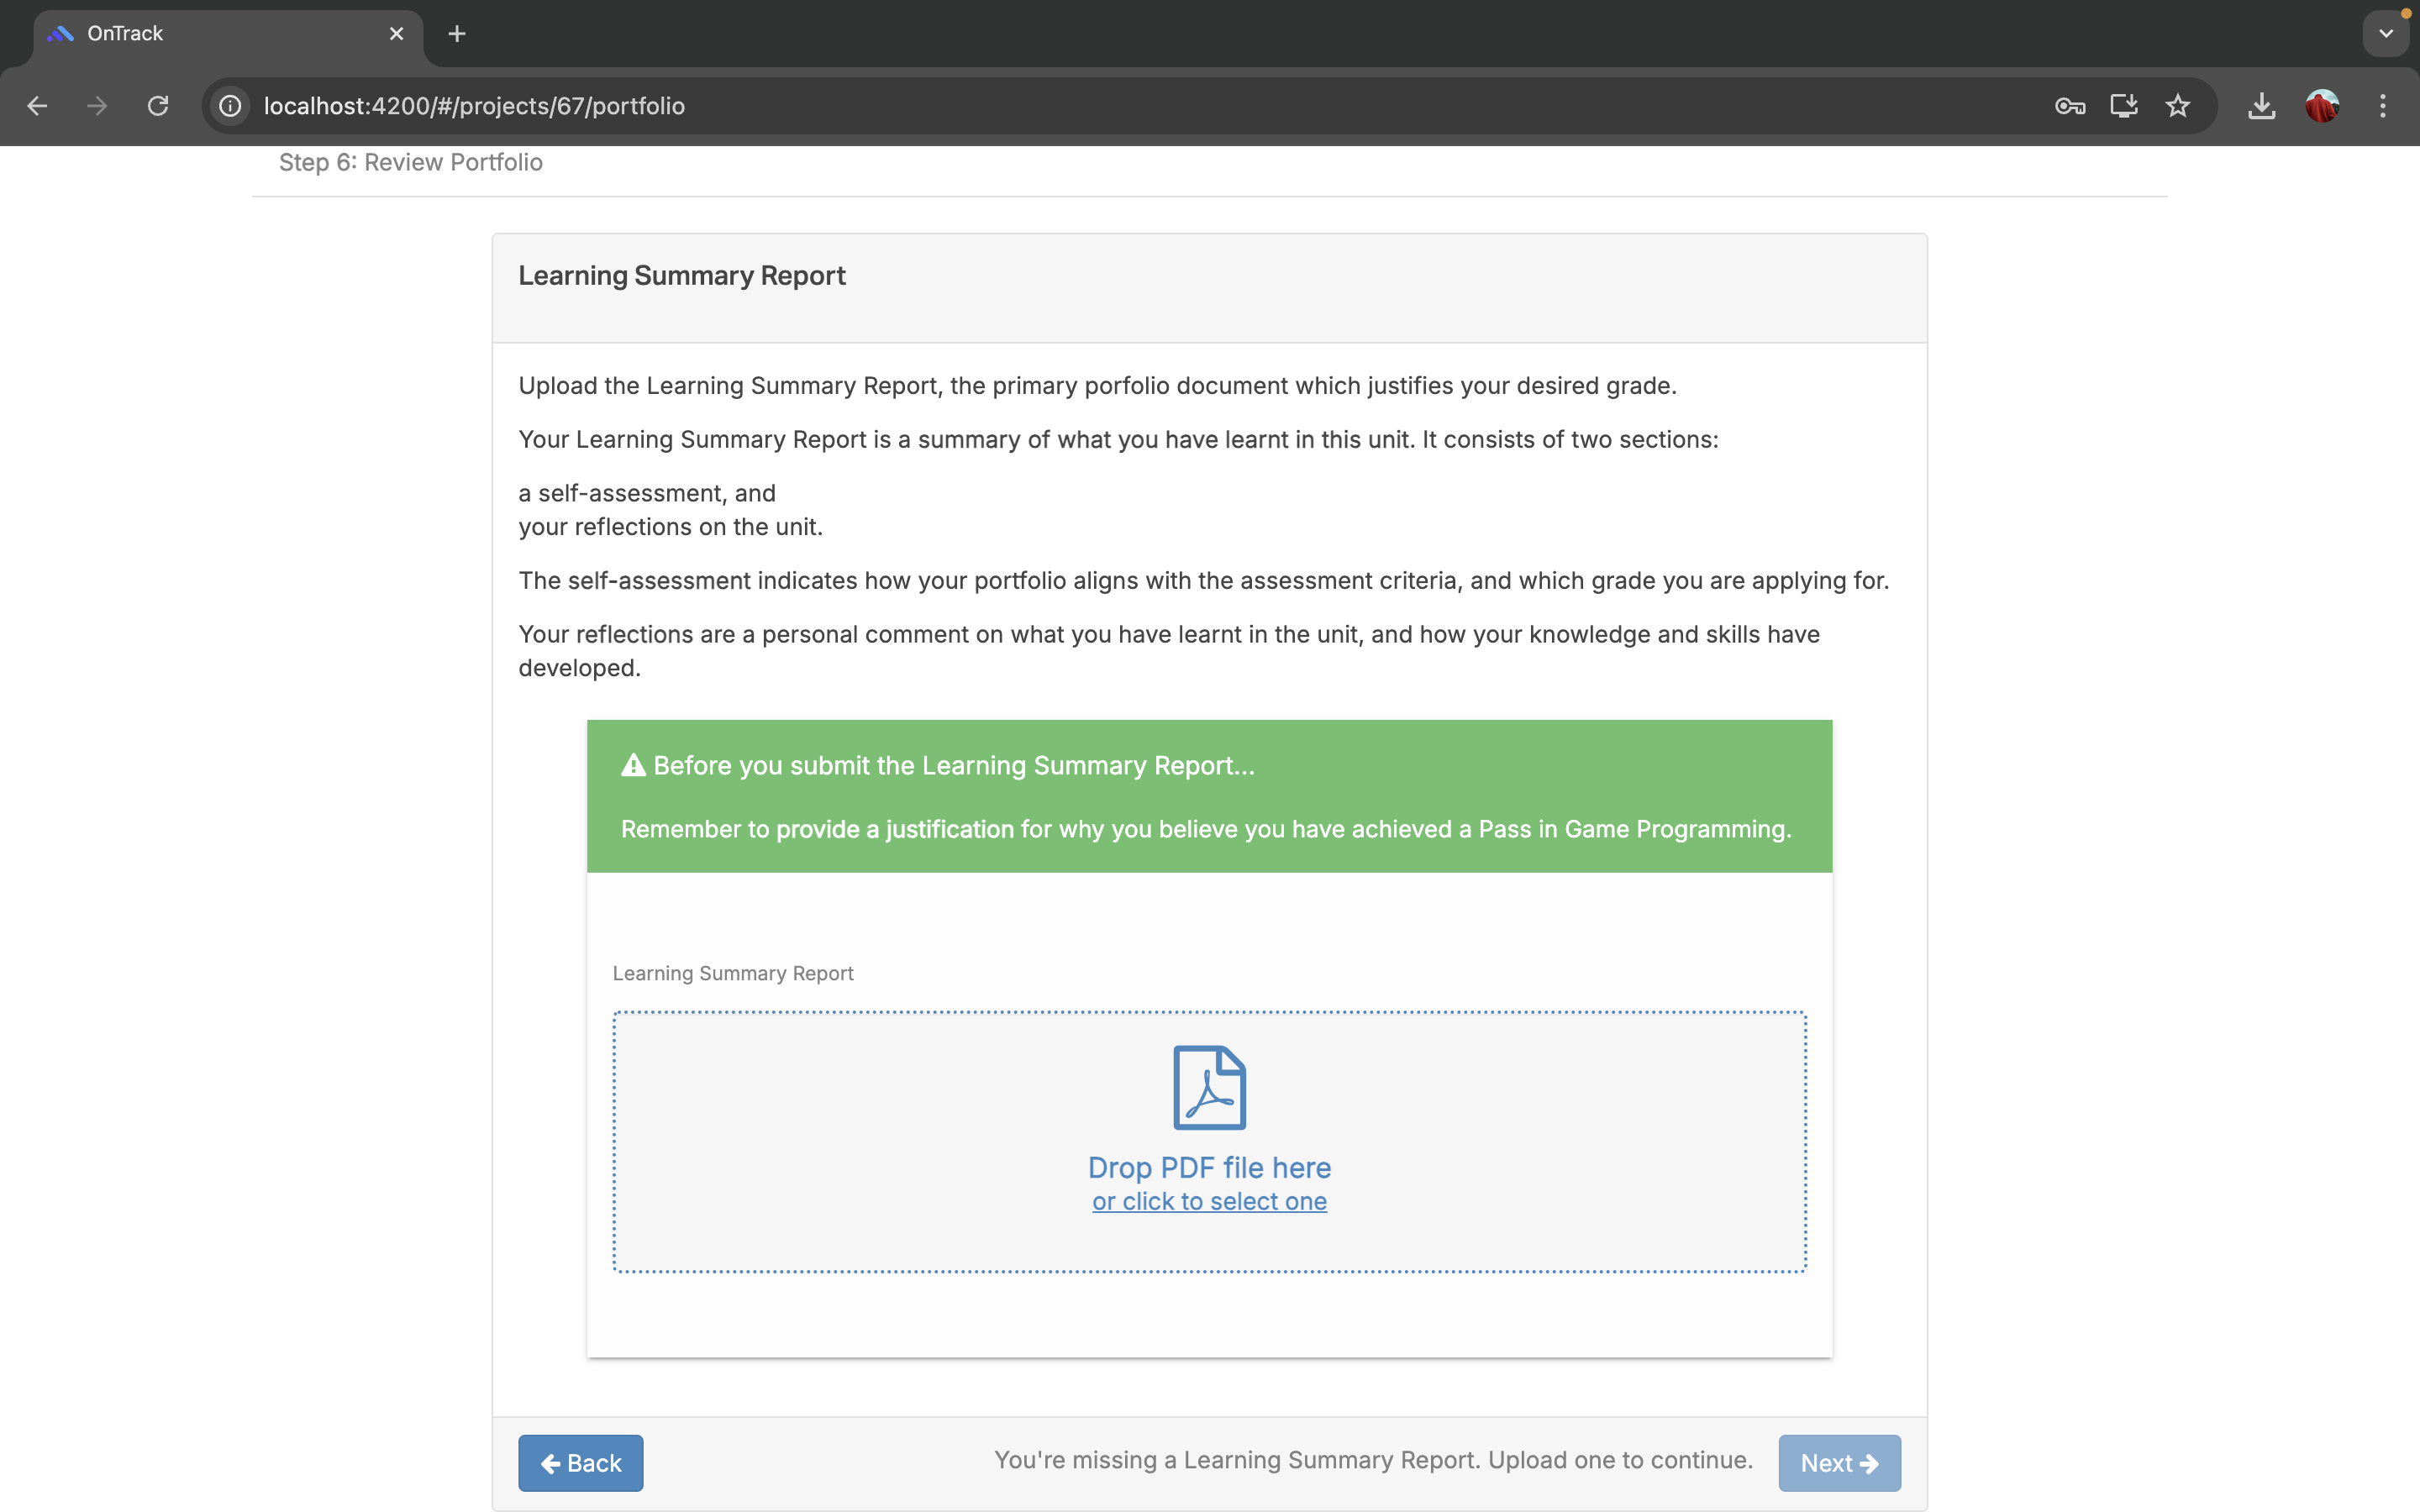 OnTrack
localhost:4200/#/projects/67/portfolio
Step 6: Review Portfolio
Learning Summary Report
Upload the Learning Summary Report, the primary porfolio document which justifies your desired grade.
Your Learning Summary Report is a summary of what you have learnt in this unit. It consists of two sections:
a self-assessment, and
your reflections on the unit.
The self-assessment indicates how your portfolio aligns with the assessment criteria, and which grade you are applying for.
Your reflections are a personal comment on what you have learnt in the unit, and how your knowledge and skills have
developed.
Before you submit the Learning Summary Report...
Remember to provide a justification for why you believe you have achieved a Pass in Game Programming.
Learning Summary Report
Drop PDF file here
or click to select one
Back
You're missing a Learning Summary Report. Upload one to continue.
Next